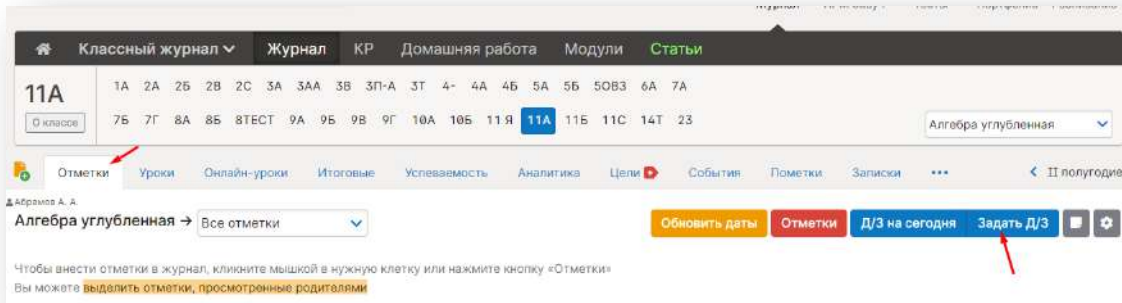 Классный журнал Журнал КР Домашняя работа Модули Статьи
11А
О классе
1А 2А 2Б 2В 2С 3А 3АА 3В 3П-А 3Т 4- 4А 4Б 5А 5Б 5ОВЗ 6А 7А
7Б 7Г 8А 8Б 8ТЕСТ 9А 9Б 9В 9Г 10А 10Б 11Я 11А 11Б 11С 14Т 23
Алгебра углубленная
Отметки Уроки Онлайн-уроки Итоговые Успеваемость Аналитика Цели События Пометки Записки ••• II полугодие
Абрамов А. А.
Алгебра углубленная → Все отметки Обновить даты Отметки Д/З на сегодня Задать Д/З
Чтобы внести отметки в журнал, кликните мышкой в нужную клетку или нажмите кнопку «Отметки»
Вы можете выделить отметки, просмотренные родителями